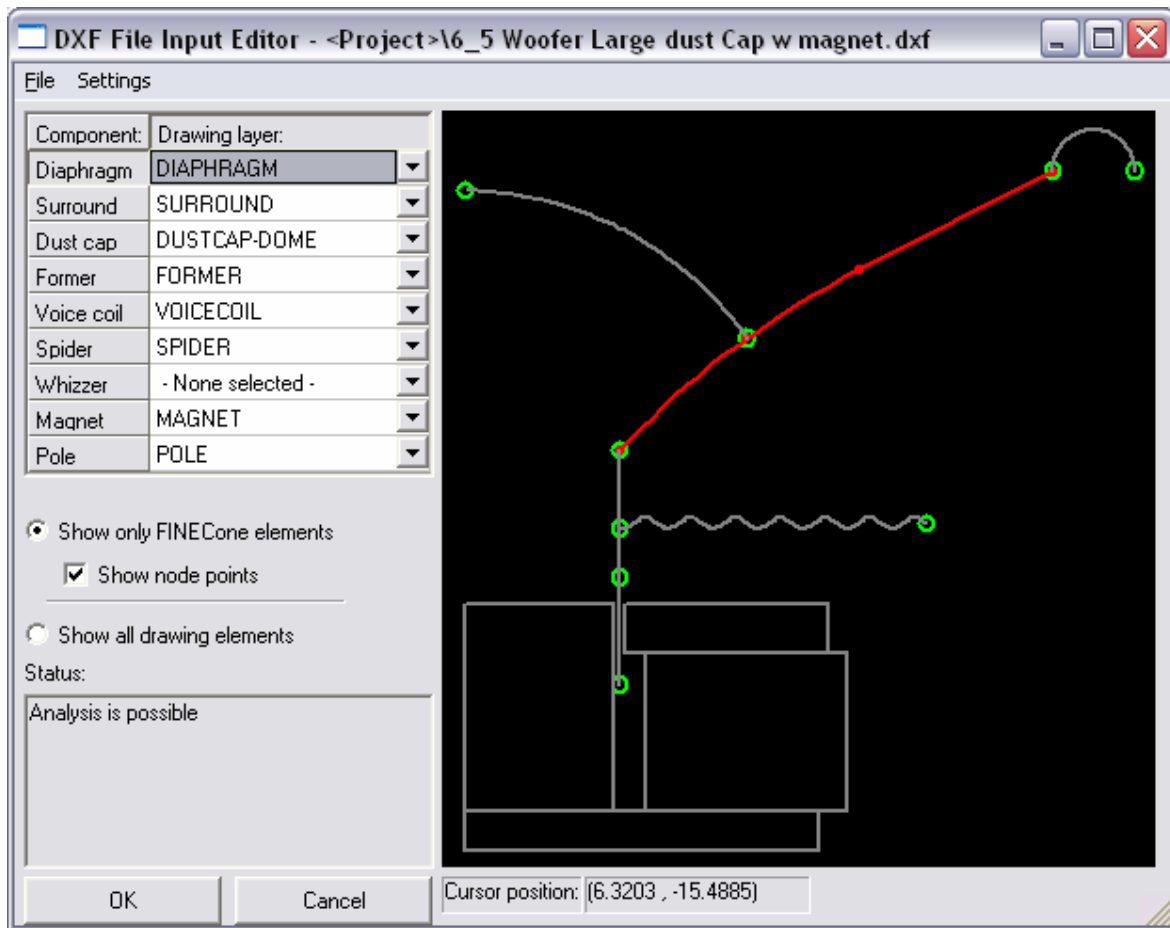 DXF File Input Editor - <Project>\6_5 Woofer Large dust Cap w magnet.dxf
File Settings
Component: Drawing layer:
Diaphragm DIAPHRAGM
Surround SURROUND
Dust cap DUSTCAP-DOME
Former FORMER
Voice coil VOICECOIL
Spider SPIDER
Whizzer - None selected -
Magnet MAGNET
Pole POLE
Show only FINECone elements
Show node points
Show all drawing elements
Status:
Analysis is possible
OK Cancel Cursor position: (6.3203 , -15.4885)